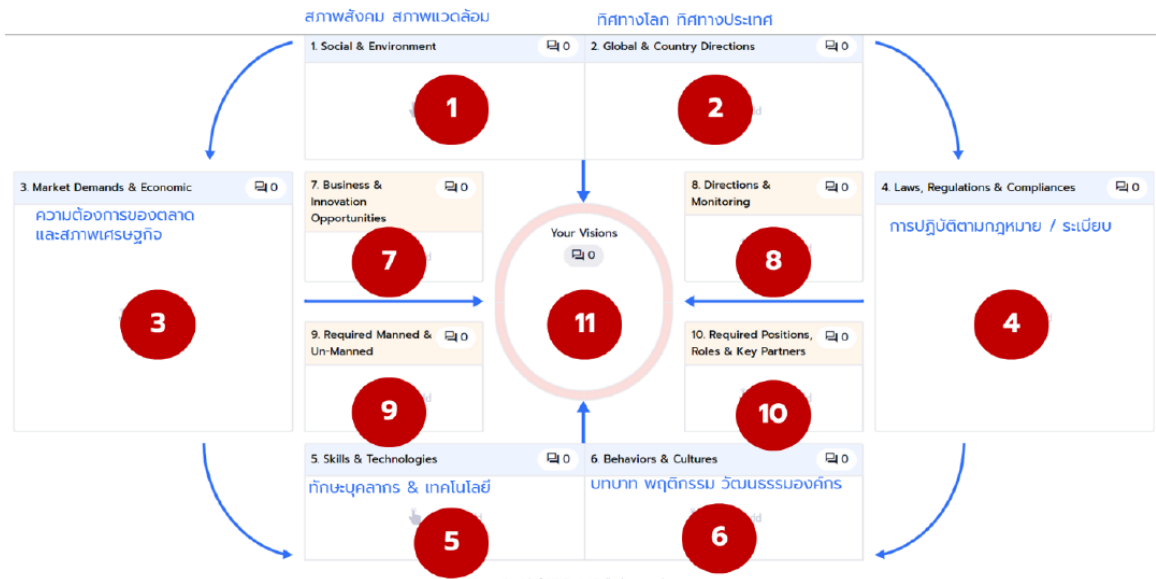 สภาพสังคม สภาพแวดล้อม
ทิศทางโลก ทิศทางประเทศ
1. Social & Environment
0
2. Global & Country Directions
0
1
2
3. Market Demands & Economic
0
ความต้องการของตลาด
และสภาพเศรษฐกิจ
3
7. Business &
Innovation
Opportunities
0
7
Your Visions
0
11
8. Directions &
Monitoring
0
8
4. Laws, Regulations & Compliances
0
การปฏิบัติตามกฎหมาย / ระเบียบ
4
9. Required Manned &
Un-Manned
0
9
10. Required Positions,
Roles & Key Partners
0
10
5. Skills & Technologies
0
ทักษะบุคลากร & เทคโนโลยี
5
6. Behaviors & Cultures
0
บทบาท พฤติกรรม วัฒนธรรมองค์กร
6